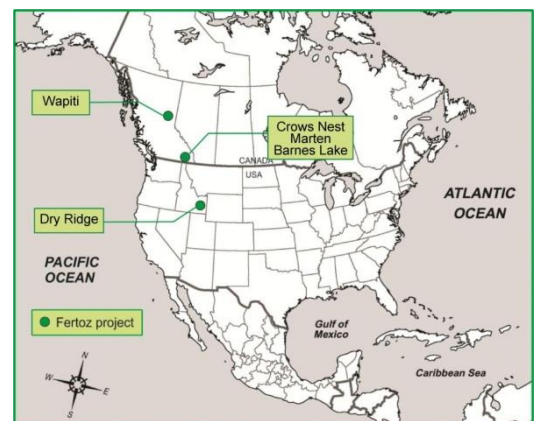 Wapiti
Crows Nest
Marten
Barnes Lake
CANADA
USA
ATLANTIC
OCEAN
Dry Ridge
PACIFIC
OCEAN
Fertoz project
Gulf of
Mexico
Caribbean Sea
N
W
E
S